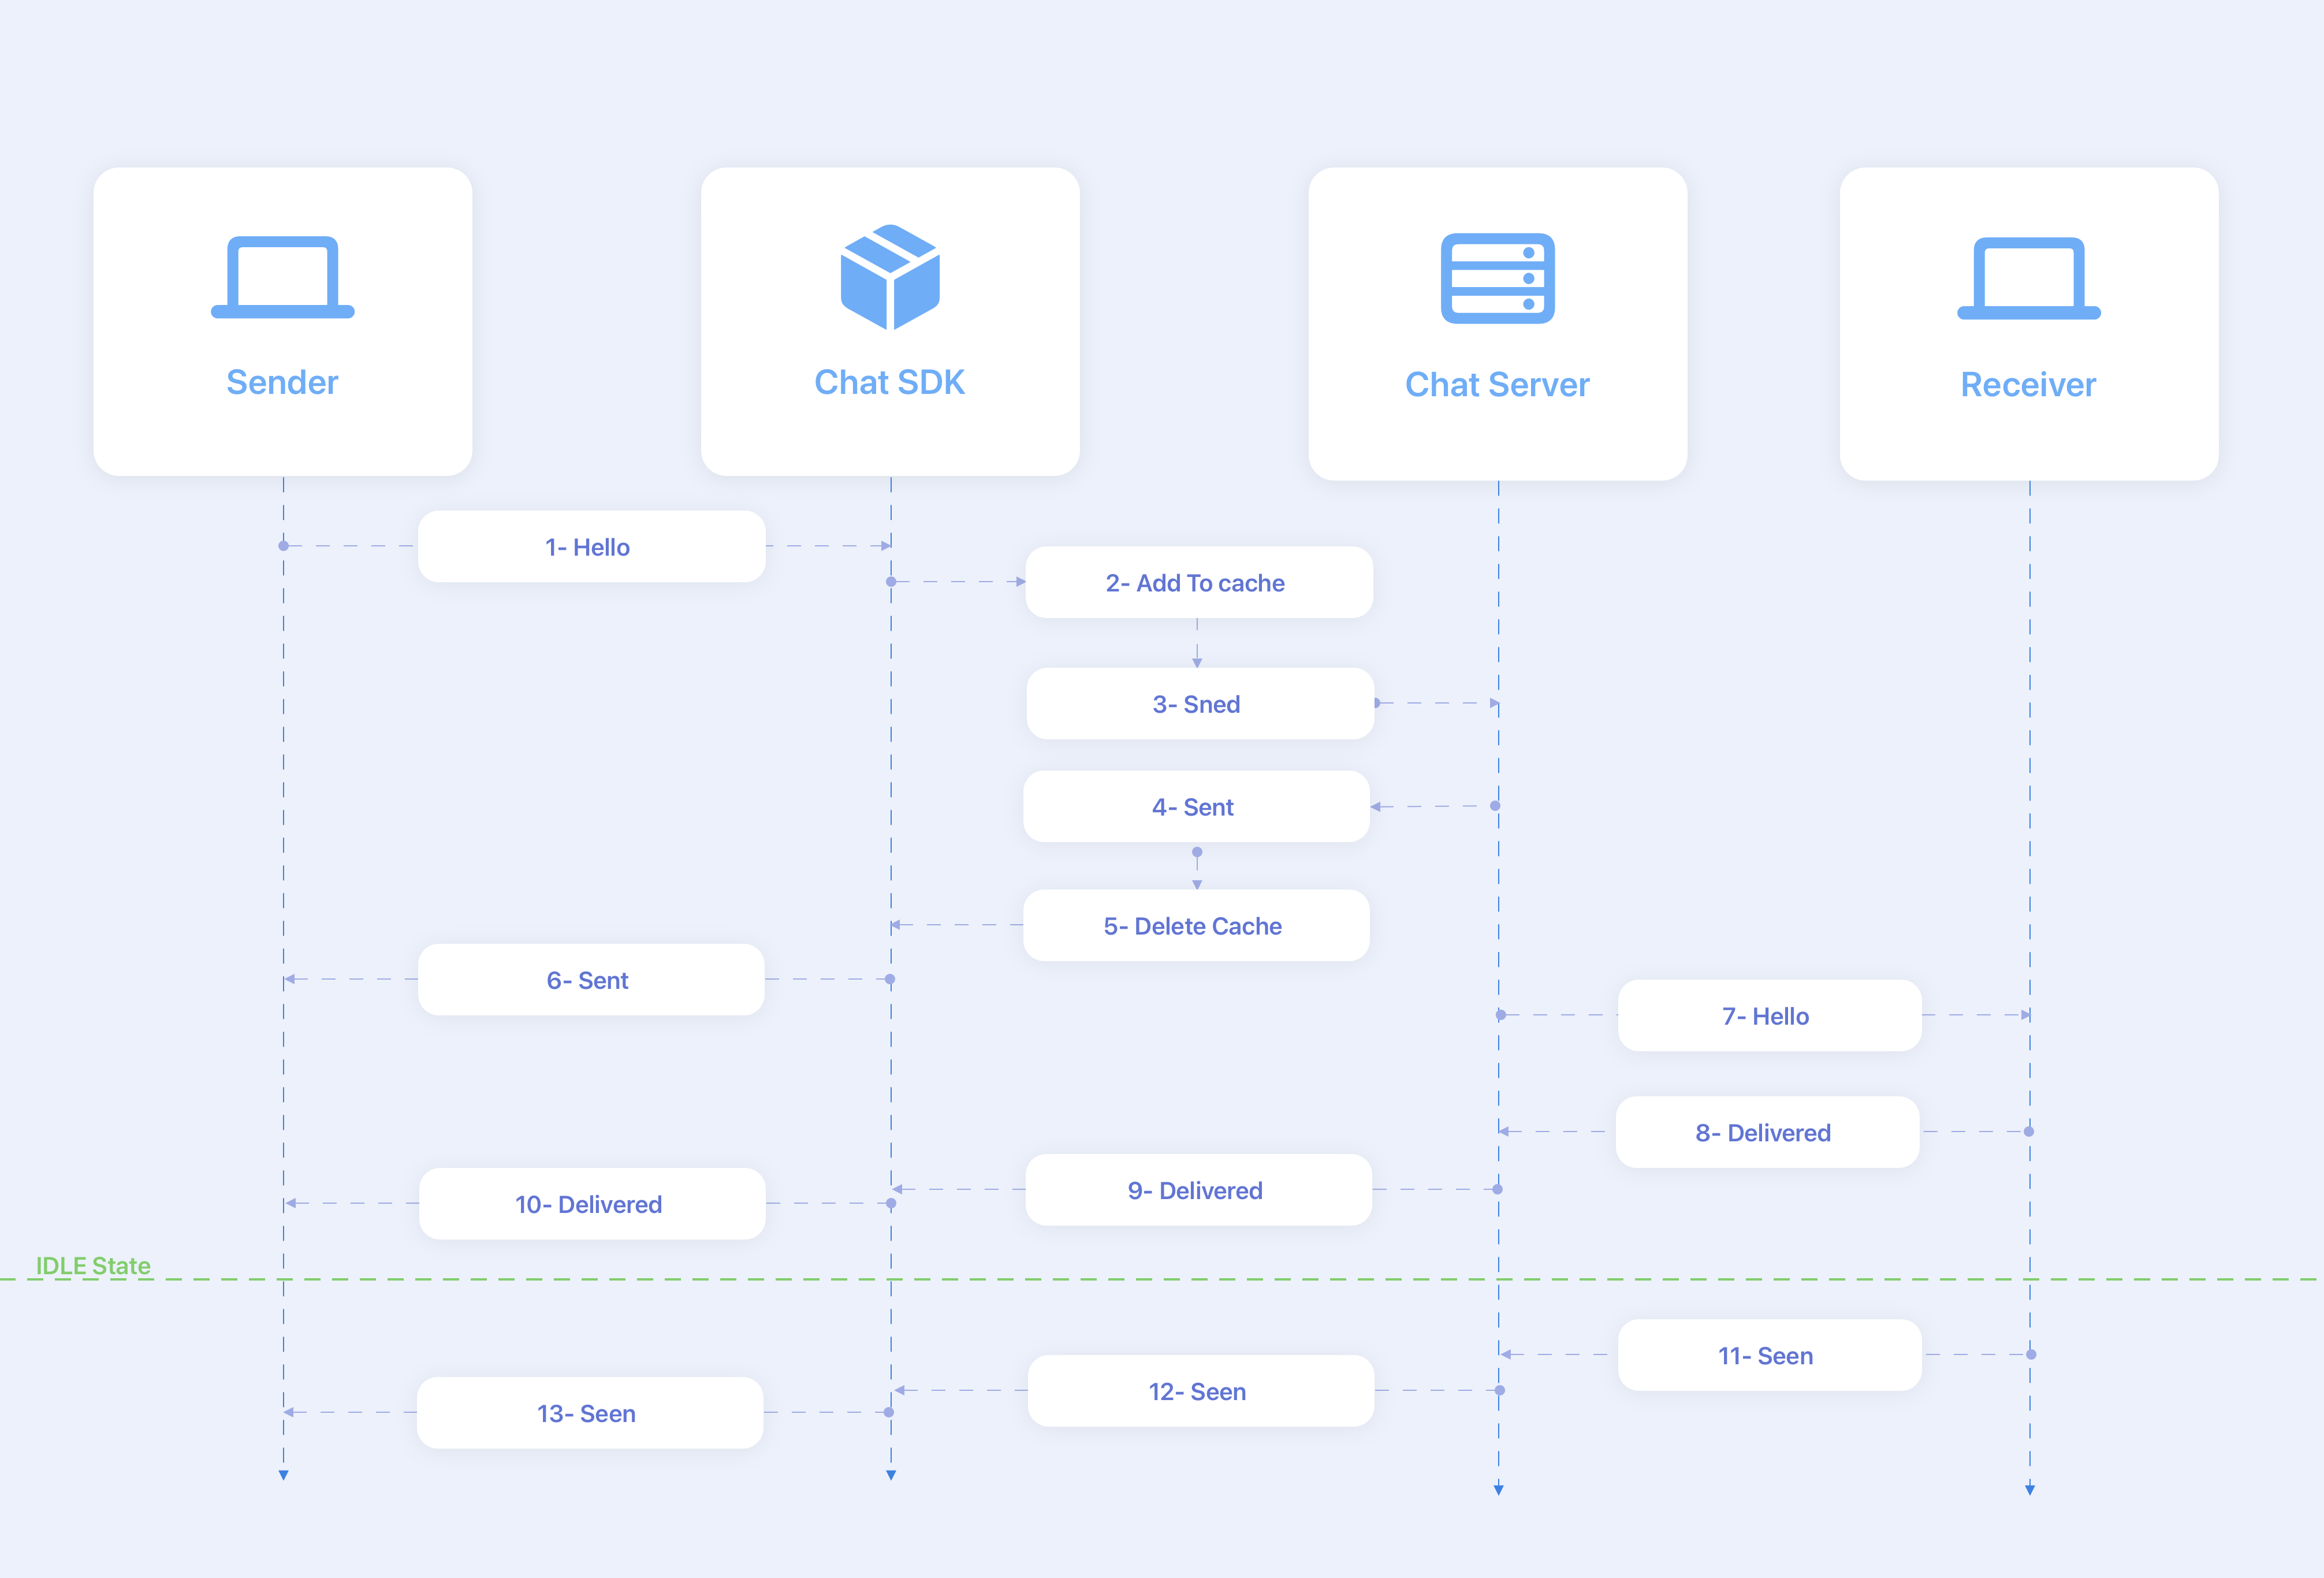 Sender
Chat SDK
Chat Server
Receiver
1- Hello
2- Add To cache
3- Sned
4- Sent
5- Delete Cache
6- Sent
7- Hello
8- Delivered
9- Delivered
10- Delivered
IDLE State
11- Seen
12- Seen
13- Seen